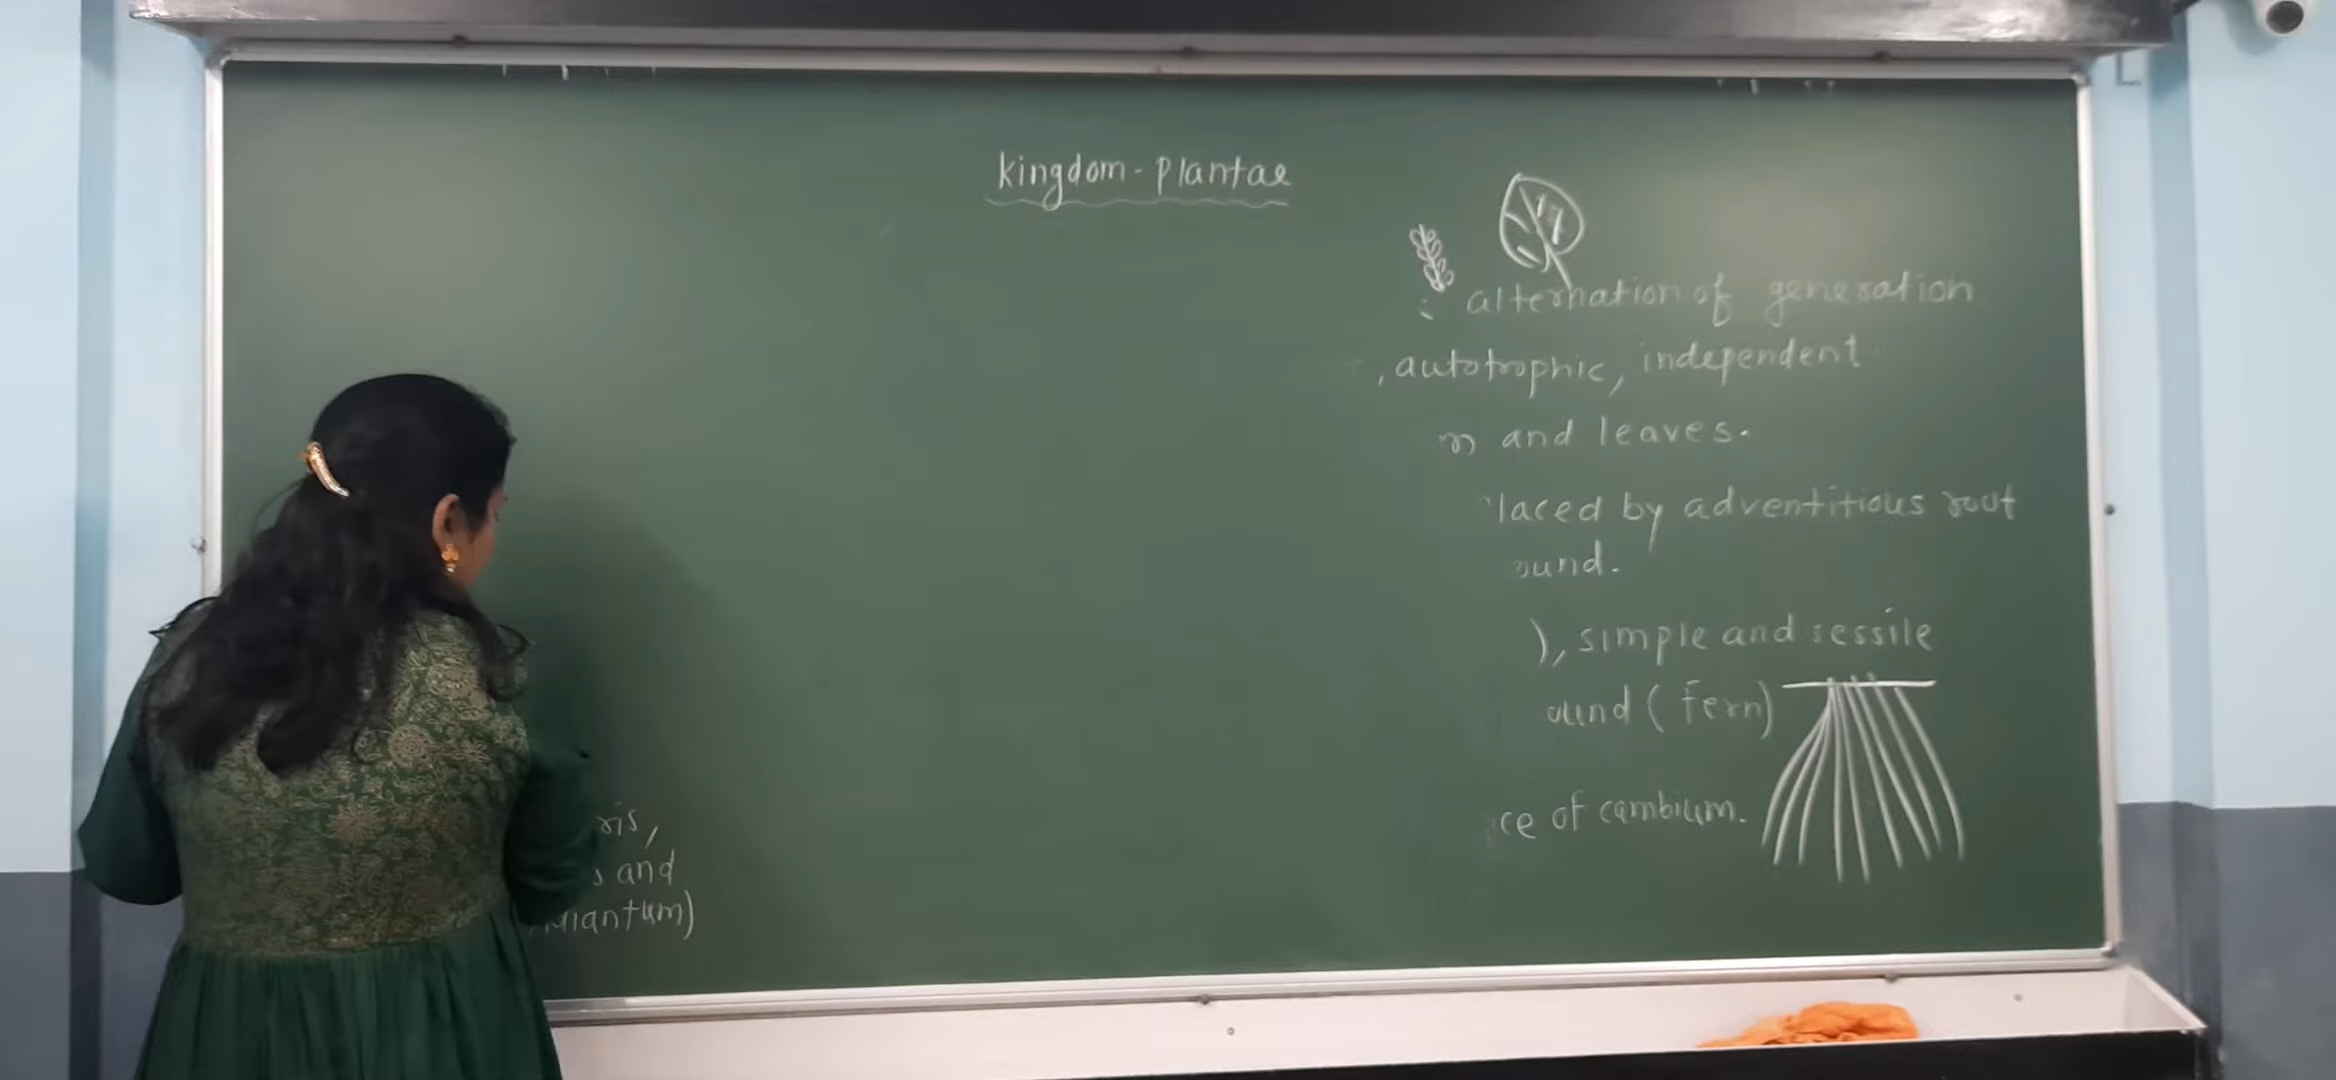 kingdom - plantae
: alternation of generation
, autotrophic, independent
m and leaves.
laced by adventitious root
ound.
), simple and sessile
ound (fern)
ce of cambium.
ris,
s and
diantum)